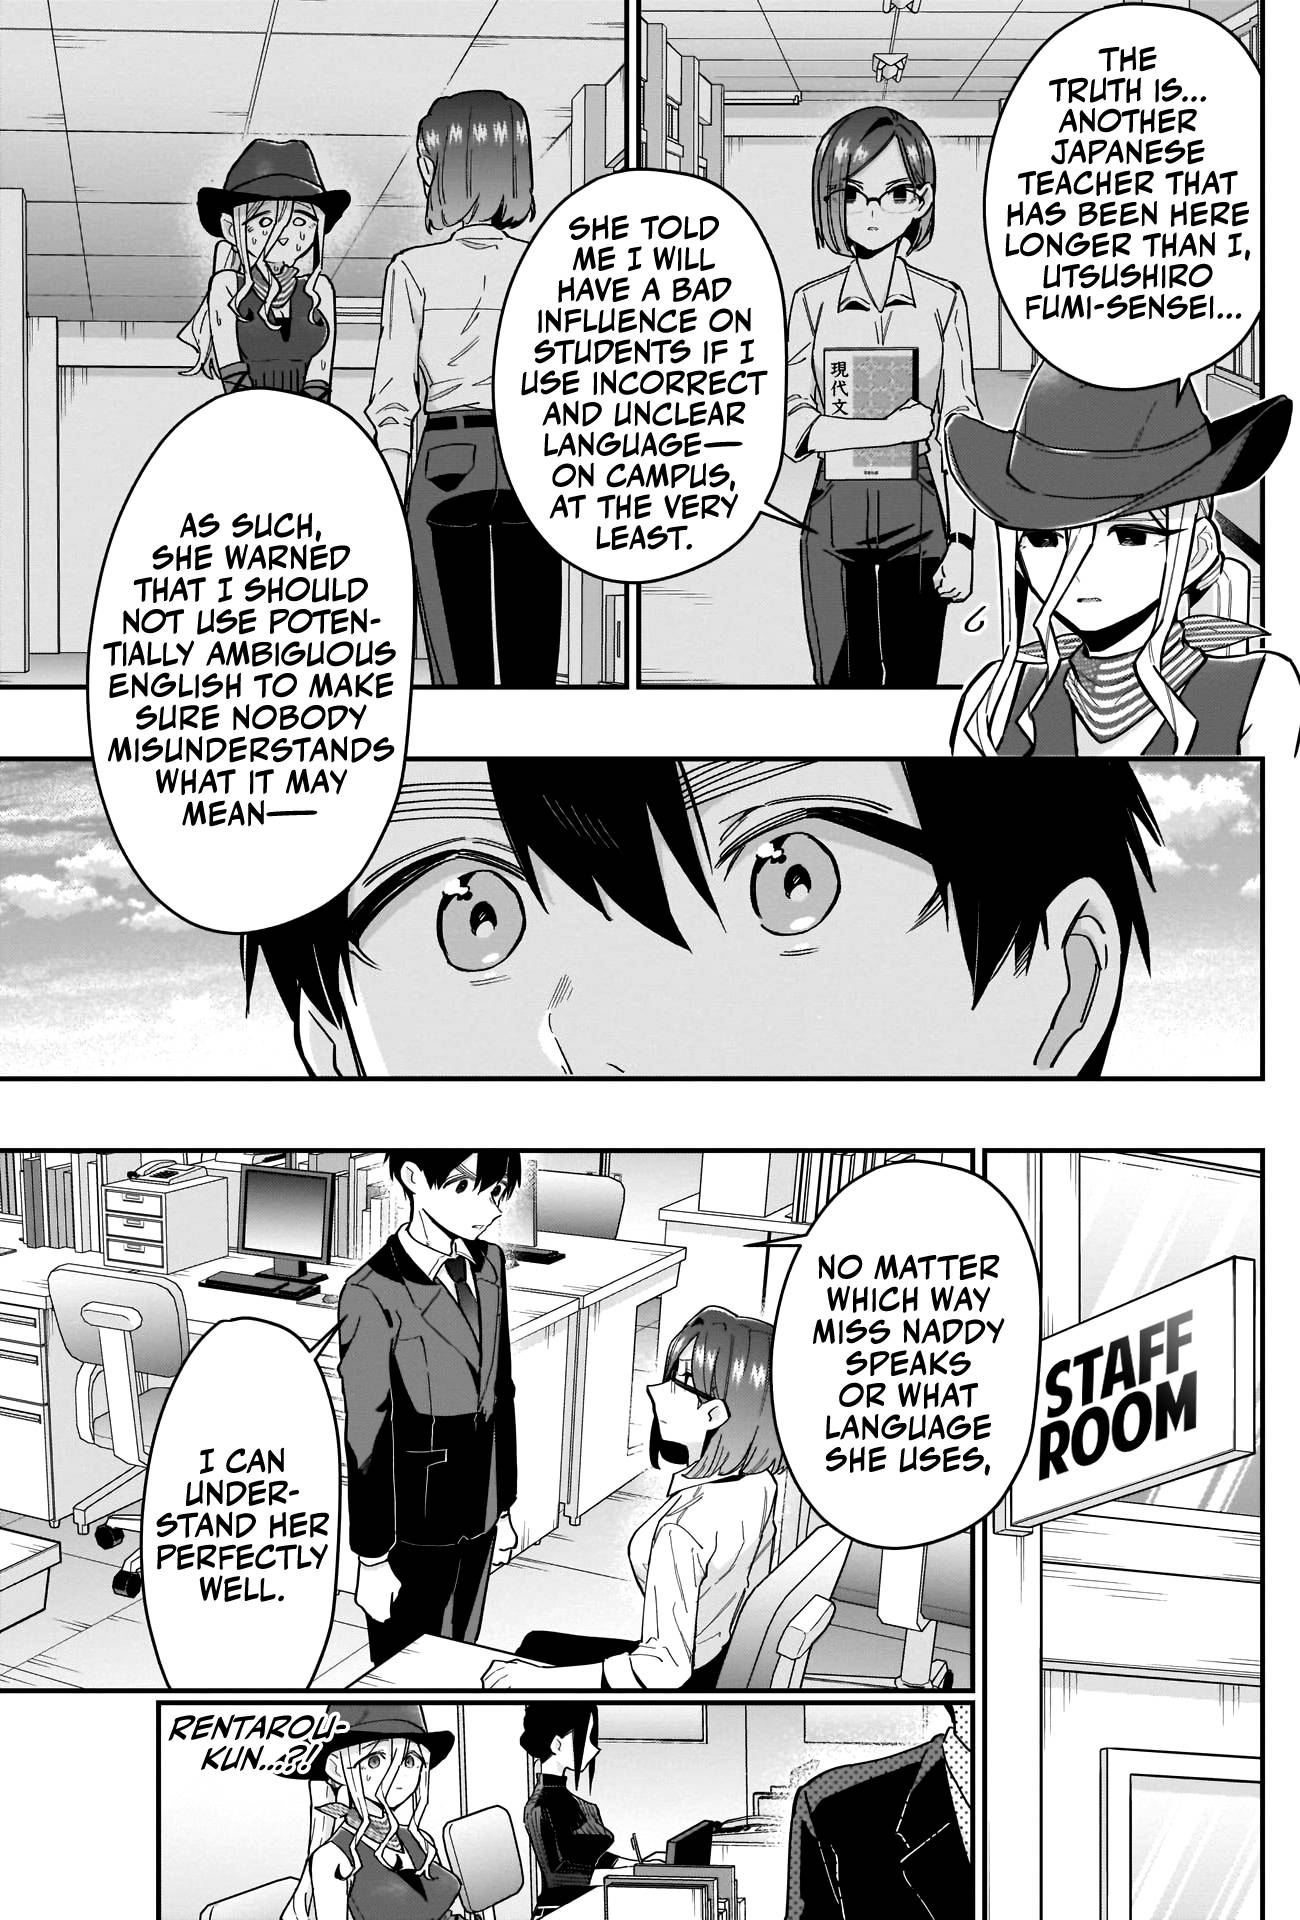 THE
TRUTH IS...
ANOTHER
JAPANESE
TEACHER THAT
HAS BEEN HERE
LONGER THAN I,
UTSUSHIRO
FUMI-SENSEI...
現代文
SHE TOLD
ME I WILL
HAVE A BAD
INFLUENCE ON
STUDENTS IF I
USE INCORRECT
AND UNCLEAR
LANGUAGE—
ON CAMPUS,
AT THE VERY
LEAST.
AS SUCH,
SHE WARNED
THAT I SHOULD
NOT USE POTEN-
TIALLY AMBIGUOUS
ENGLISH TO MAKE
SURE NOBODY
MISUNDERSTANDS
WHAT IT MAY
MEAN—
STAFF
ROOM
NO MATTER
WHICH WAY
MISS NADDY
SPEAKS
OR WHAT
LANGUAGE
SHE USES,
I CAN
UNDER-
STAND HER
PERFECTLY
WELL.
RENTAROU-
KUN...?!